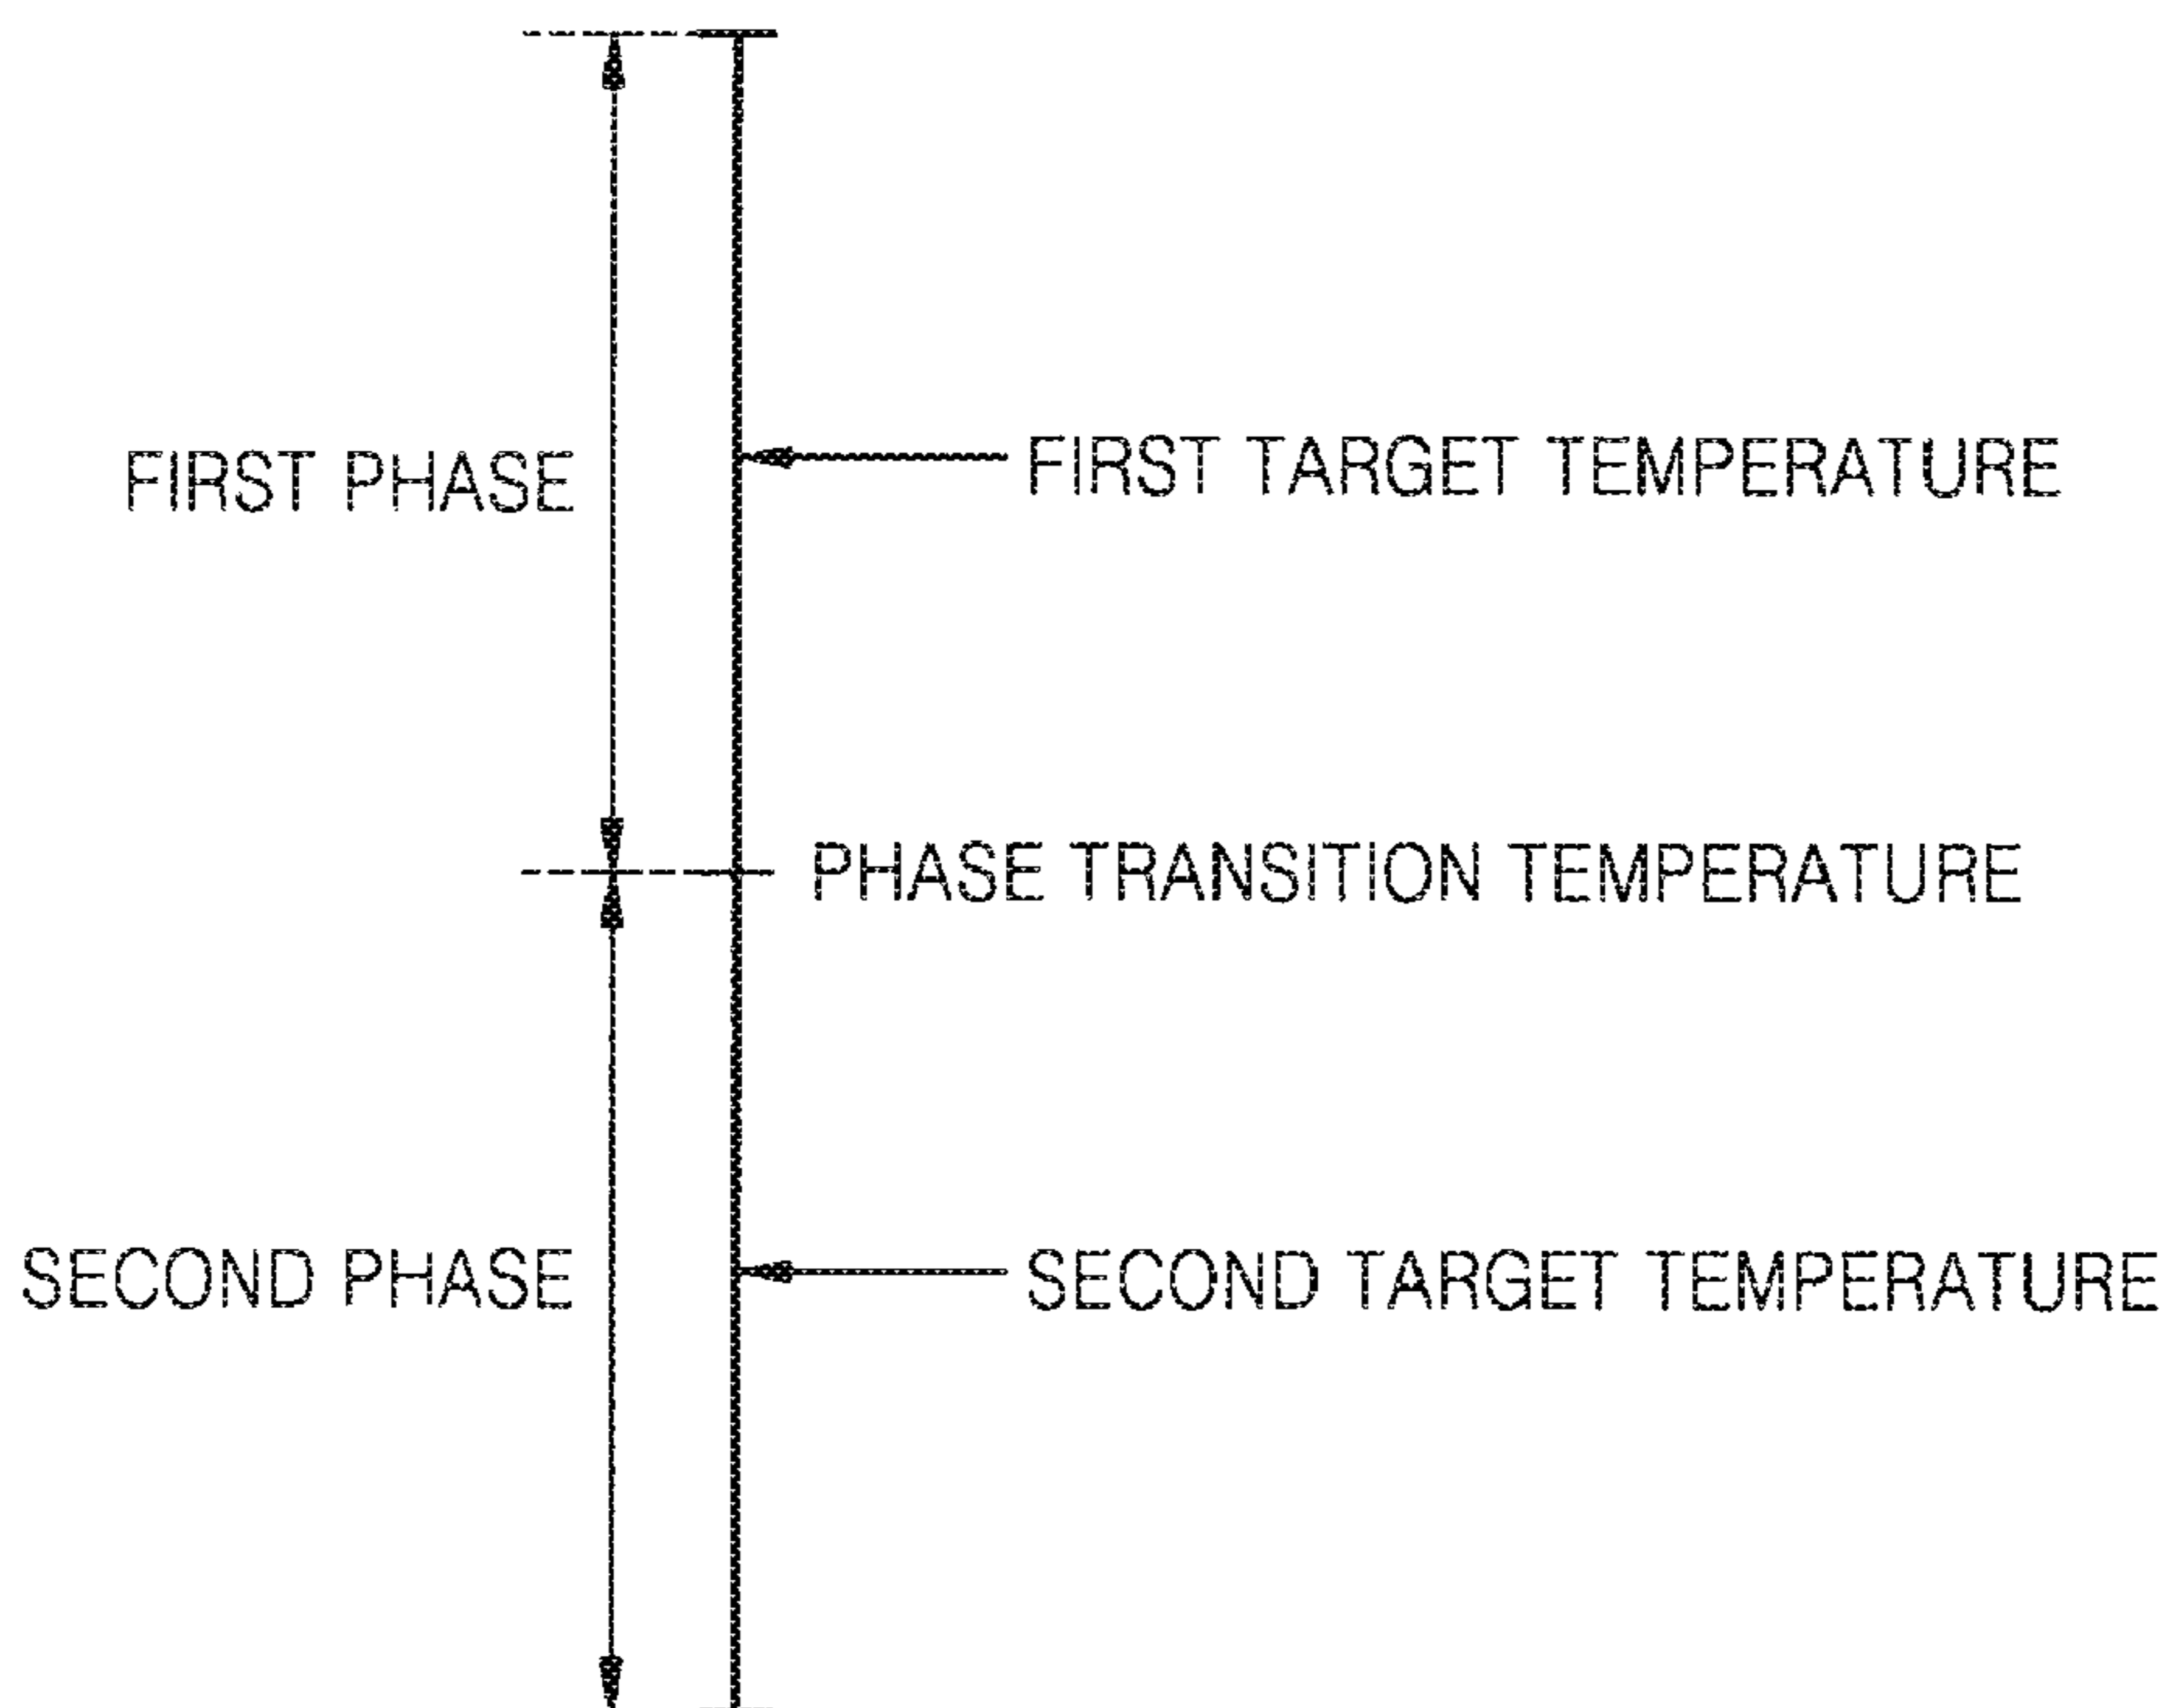 FIRST PHASE
FIRST TARGET TEMPERATURE
PHASE TRANSITION TEMPERATURE
SECOND PHASE
SECOND TARGET TEMPERATURE